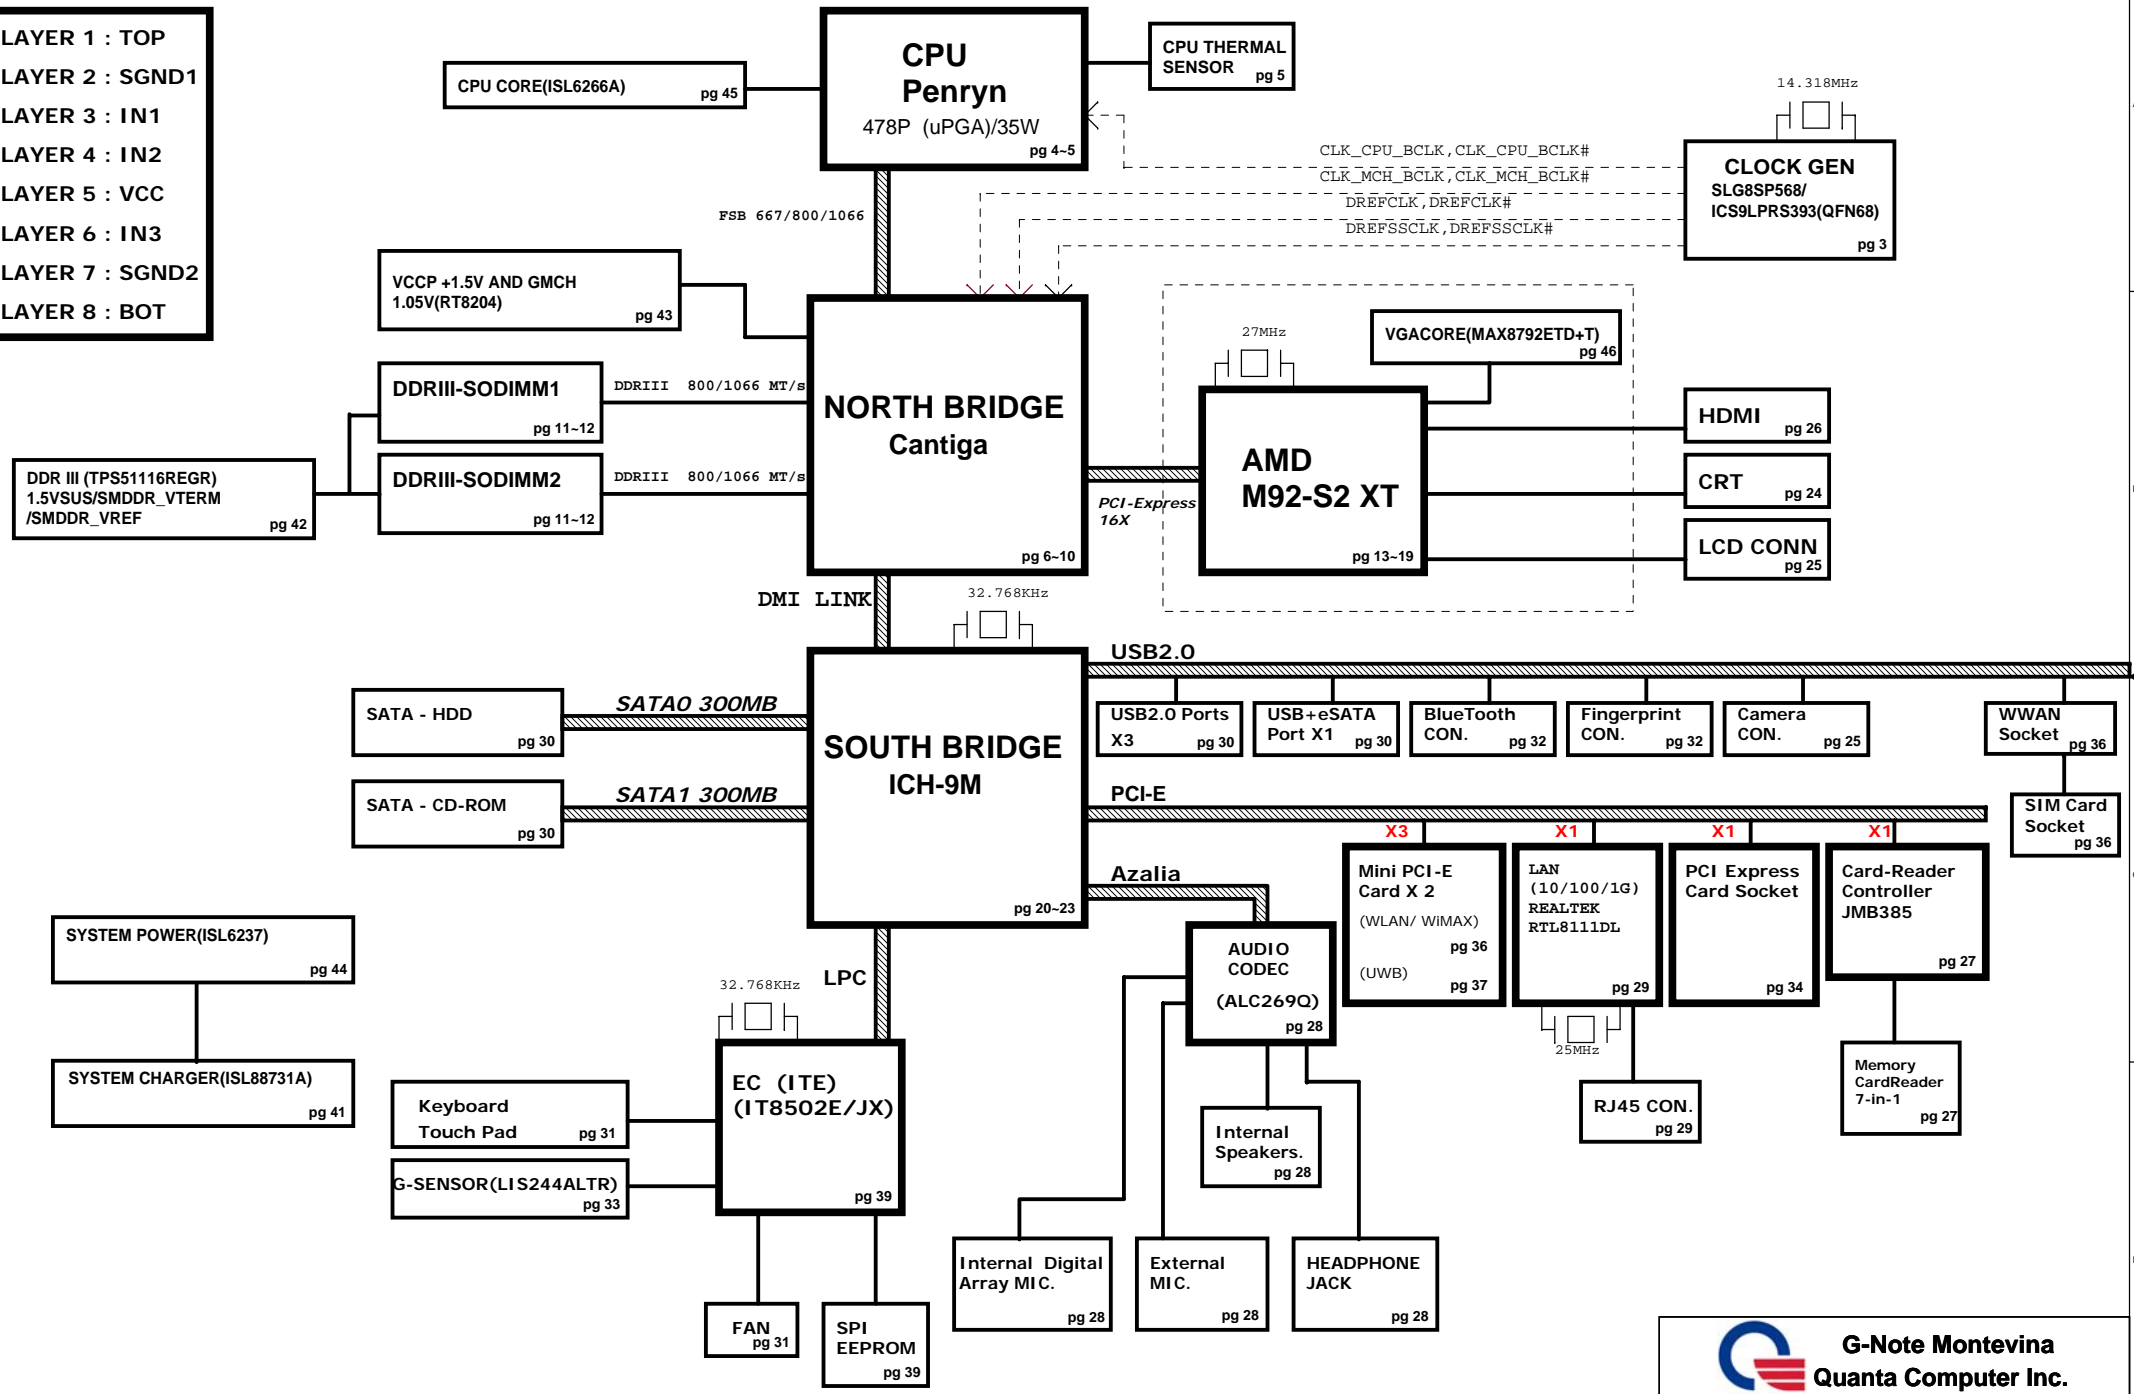 LAYER 1 : TOP
LAYER 2 : SGND1
LAYER 3 : IN1
LAYER 4 : IN2
LAYER 5 : VCC
LAYER 6 : IN3
LAYER 7 : SGND2
LAYER 8 : BOT
CPU CORE(ISL6266A)
pg 45
CPU
Penryn
478P (uPGA)/35W
pg 4~5
CPU THERMAL
SENSOR
pg 5
14.318MHz
CLOCK GEN
SLG8SP568/
ICS9LPRS393(QFN68)
pg 3
CLK_CPU_BCLK,CLK_CPU_BCLK#
CLK_MCH_BCLK,CLK_MCH_BCLK#
DREFCLK,DREFCLK#
DREFSSCLK,DREFSSCLK#
FSB 667/800/1066
VCCP +1.5V AND GMCH
1.05V(RT8204)
pg 43
DDRIII-SODIMM1
pg 11~12
DDRIII 800/1066 MT/s
DDRIII-SODIMM2
pg 11~12
DDRIII 800/1066 MT/s
DDR III (TPS51116REGR)
1.5VSUS/SMDDR_VTERM
/SMDDR_VREF
pg 42
NORTH BRIDGE
Cantiga
pg 6~10
PCI-Express
16X
27MHz
VGACORE(MAX8792ETD+T)
pg 46
AMD
M92-S2 XT
pg 13~19
HDMI
pg 26
CRT
pg 24
LCD CONN
pg 25
DMI LINK
32.768KHz
SOUTH BRIDGE
ICH-9M
pg 20~23
SATA - HDD
pg 30
SATA0 300MB
SATA - CD-ROM
pg 30
SATA1 300MB
USB2.0
USB2.0 Ports
X3
pg 30
USB+eSATA
Port X1
pg 30
BlueTooth
CON.
pg 32
Fingerprint
CON.
pg 32
Camera
CON.
pg 25
WWAN
Socket
pg 36
SIM Card
Socket
pg 36
PCI-E
X3
X1
X1
X1
Mini PCI-E
Card X 2
(WLAN/ WiMAX)
pg 36
(UWB)
pg 37
LAN
(10/100/1G)
REALTEK
RTL8111DL
pg 29
PCI Express
Card Socket
pg 34
Card-Reader
Controller
JMB385
pg 27
25MHz
RJ45 CON.
pg 29
Memory
CardReader
7-in-1
pg 27
Azalia
AUDIO
CODEC
(ALC269Q)
pg 28
Internal
Speakers.
pg 28
Internal Digital
Array MIC.
pg 28
External
MIC.
pg 28
HEADPHONE
JACK
pg 28
SYSTEM POWER(ISL6237)
pg 44
SYSTEM CHARGER(ISL88731A)
pg 41
LPC
32.768KHz
EC (ITE)
(IT8502E/JX)
pg 39
Keyboard
Touch Pad
pg 31
G-SENSOR(LIS244ALTR)
pg 33
FAN
pg 31
SPI
EEPROM
pg 39
G-Note Montevina
Quanta Computer Inc.